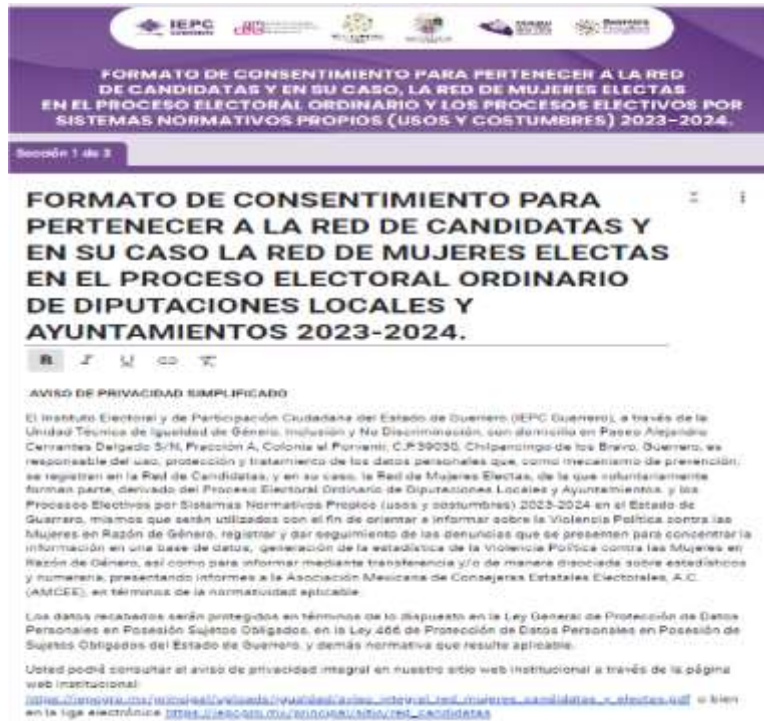 IEPC
FORMATO DE CONSENTIMIENTO PARA PERTENECER A LA RED
DE CANDIDATAS Y EN SU CASO, LA RED DE MUJERES ELECTAS
EN EL PROCESO ELECTORAL ORDINARIO Y LOS PROCESOS ELECTIVOS POR
SISTEMAS NORMATIVOS PROPIOS (USOS Y COSTUMBRES) 2023-2024.
Sección 1 de 3
FORMATO DE CONSENTIMIENTO PARA
PERTENECER A LA RED DE CANDIDATAS Y
EN SU CASO LA RED DE MUJERES ELECTAS
EN EL PROCESO ELECTORAL ORDINARIO
DE DIPUTACIONES LOCALES Y
AYUNTAMIENTOS 2023-2024.
B I U
AVISO DE PRIVACIDAD SIMPLIFICADO
El Instituto Electoral y de Participación Ciudadana del Estado de Guerrero (IEPC Guerrero), a través de la
Unidad Técnica de Igualdad de Género, Inclusión y No Discriminación, con domicilio en Paseo Alejandro
Cervantes Delgado S/N, Fracción A, Colonia el Porvenir, C.P.39030, Chilpancingo de los Bravo, Guerrero, es
responsable del uso, protección y tratamiento de los datos personales que, como mecanismo de prevención,
se registran en la Red de Candidatas, y en su caso, la Red de Mujeres Electas, de la que voluntariamente
forman parte, derivado del Proceso Electoral Ordinario de Diputaciones Locales y Ayuntamientos, y los
Procesos Electivos por Sistemas Normativos Propios (usos y costumbres) 2023-2024 en el Estado de
Guerrero, mismos que serán utilizados con el fin de orientar e informar sobre la Violencia Política contra las
Mujeres en Razón de Género, registrar y dar seguimiento de las denuncias que se presenten para concentrar la
información en una base de datos, generación de la estadística de la Violencia Política contra las Mujeres en
Razón de Género, así como para informar mediante transferencia y/o de manera disociada sobre estadísticos
y numeraria, presentando informes a la Asociación Mexicana de Consejeras Estatales Electorales, A.C.
(AMCEE), en términos de la normatividad aplicable.
Los datos recabados serán protegidos en términos de lo dispuesto en la Ley General de Protección de Datos
Personales en Posesión Sujetos Obligados, en la Ley 466 de Protección de Datos Personales en Posesión de
Sujetos Obligados del Estado de Guerrero, y demás normativa que resulte aplicable.
Usted podrá consultar el aviso de privacidad integral en nuestro sitio web institucional a través de la página
web institucional:
https://iepcgro.mx/principal/uploads/igualdad/aviso_integral_red_mujeres_candidatas_y_electas.pdf o bien
en la liga electrónica: https://iepcgro.mx/principal/sitio/red_candidatas